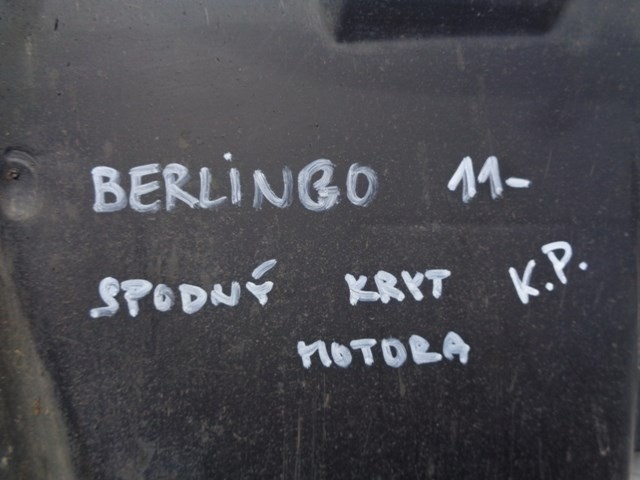 BERLiNGO 11-
SPODNÝ KRYT K.P.
MOTORA